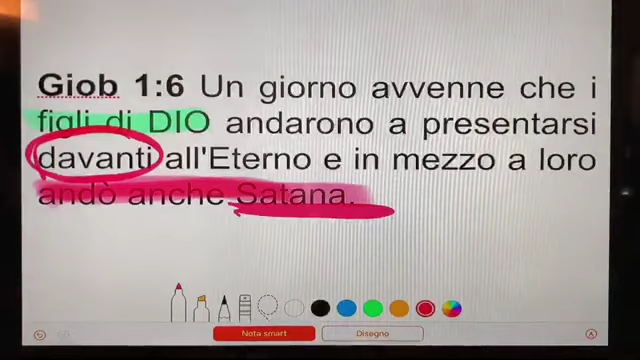 Giob 1:6 Un giorno avvenne che i
figli di DIO andarono a presentarsi
davanti all'Eterno e in mezzo a loro
andò anche Satana.
Nota smart
Disegno